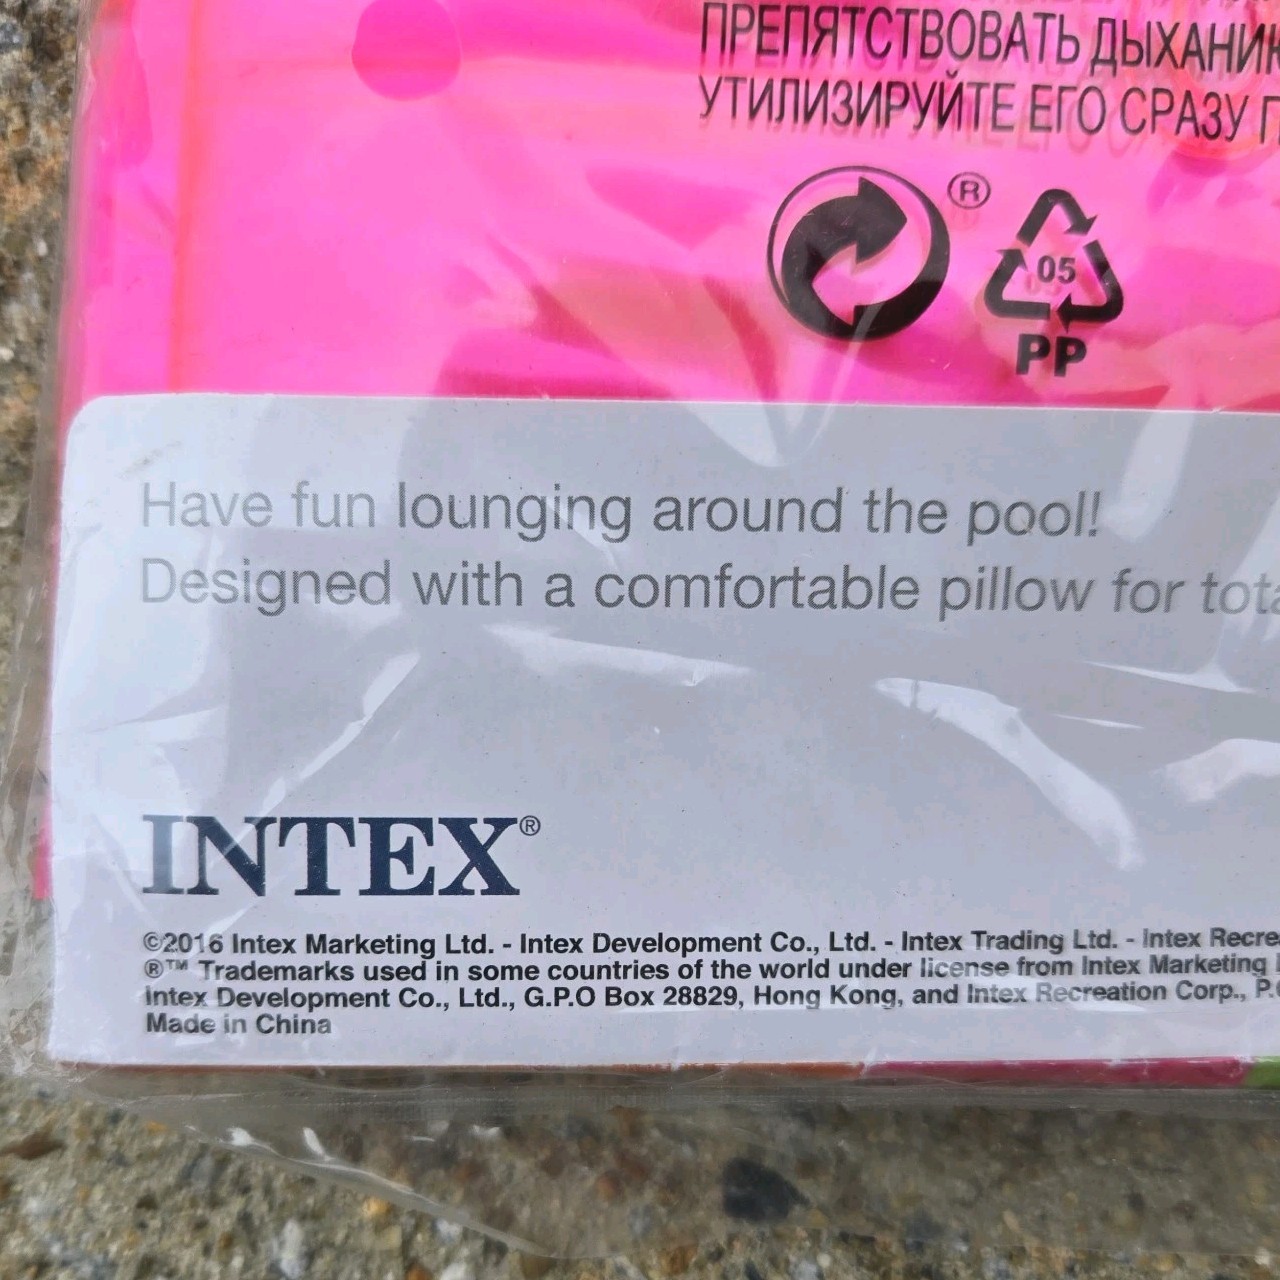 ПРЕПЯТСТВОВАТЬ ДЫХАНИЮ
УТИЛИЗИРУЙТЕ ЕГО СРАЗУ П
®
05
PP
Have fun lounging around the pool!
Designed with a comfortable pillow for tota
INTEX®
©2016 Intex Marketing Ltd. - Intex Development Co., Ltd. - Intex Trading Ltd. - Intex Recre
®™ Trademarks used in some countries of the world under license from Intex Marketing
Intex Development Co., Ltd., G.P.O Box 28829, Hong Kong, and Intex Recreation Corp., P.O
Made in China